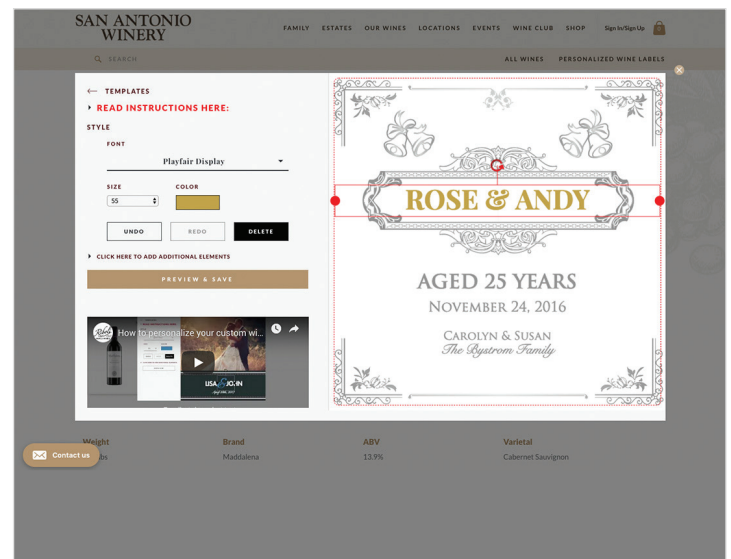 SAN ANTONIO
WINERY
FAMILY ESTATES OUR WINES LOCATIONS EVENTS WINE CLUB SHOP Sign In/Sign Up
SEARCH
ALL WINES PERSONALIZED WINE LABELS
TEMPLATES
READ INSTRUCTIONS HERE:
STYLE
FONT
Playfair Display
SIZE COLOR
55
UNDO REDO DELETE
CLICK HERE TO ADD ADDITIONAL ELEMENTS
PREVIEW & SAVE
How to personalize your custom wi...
LISA & JOHN
ROSE & ANDY
AGED 25 YEARS
NOVEMBER 24, 2016
CAROLYN & SUSAN
The Bystrom Family
Weight Brand ABV Varietal
bs Maddalena 13.9% Cabernet Sauvignon
Contact us